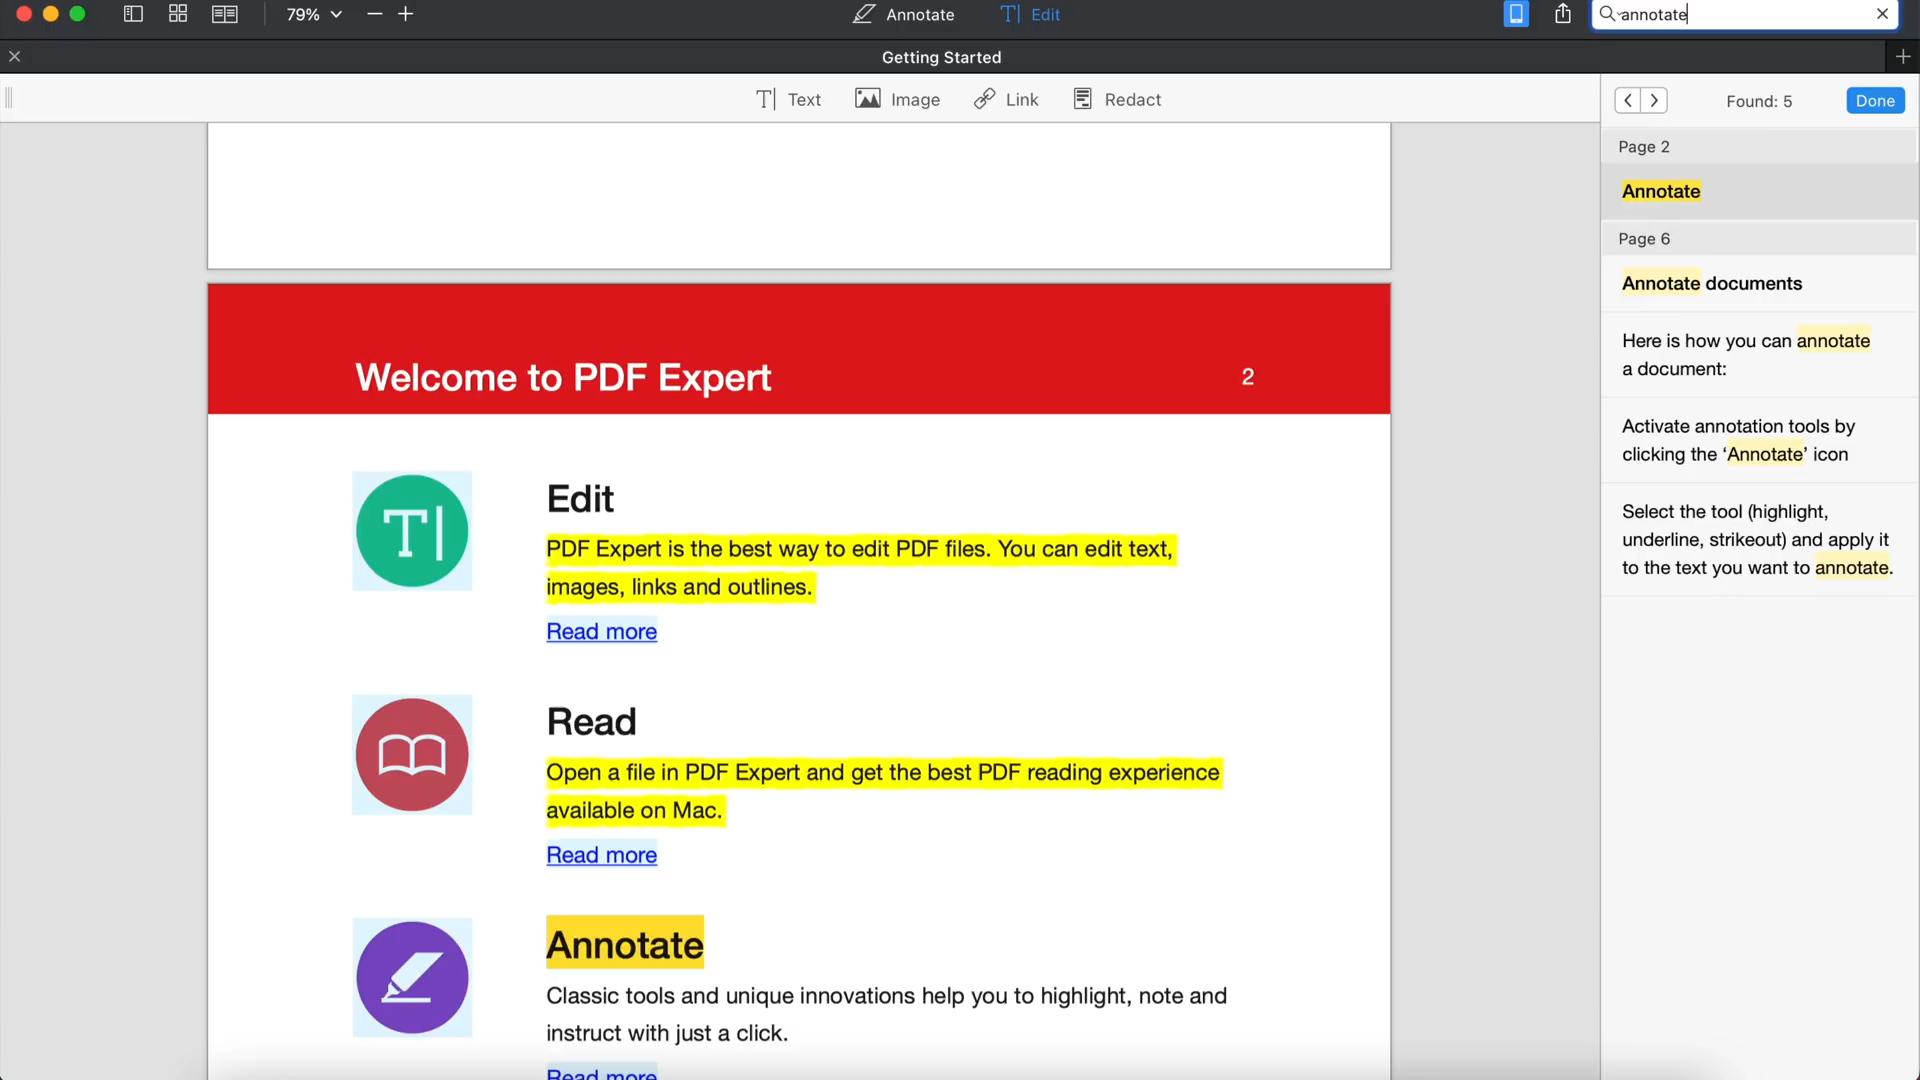 79%
Annotate
Edit
annotate
Getting Started
Text
Image
Link
Redact
Found: 5
Done
Page 2
Annotate
Page 6
Annotate documents
Here is how you can annotate
a document:
Activate annotation tools by
clicking the ‘Annotate’ icon
Select the tool (highlight,
underline, strikeout) and apply it
to the text you want to annotate.
Welcome to PDF Expert
2
T
Edit
PDF Expert is the best way to edit PDF files. You can edit text,
images, links and outlines.
Read more
Read
Open a file in PDF Expert and get the best PDF reading experience
available on Mac.
Read more
Annotate
Classic tools and unique innovations help you to highlight, note and
instruct with just a click.
Read more